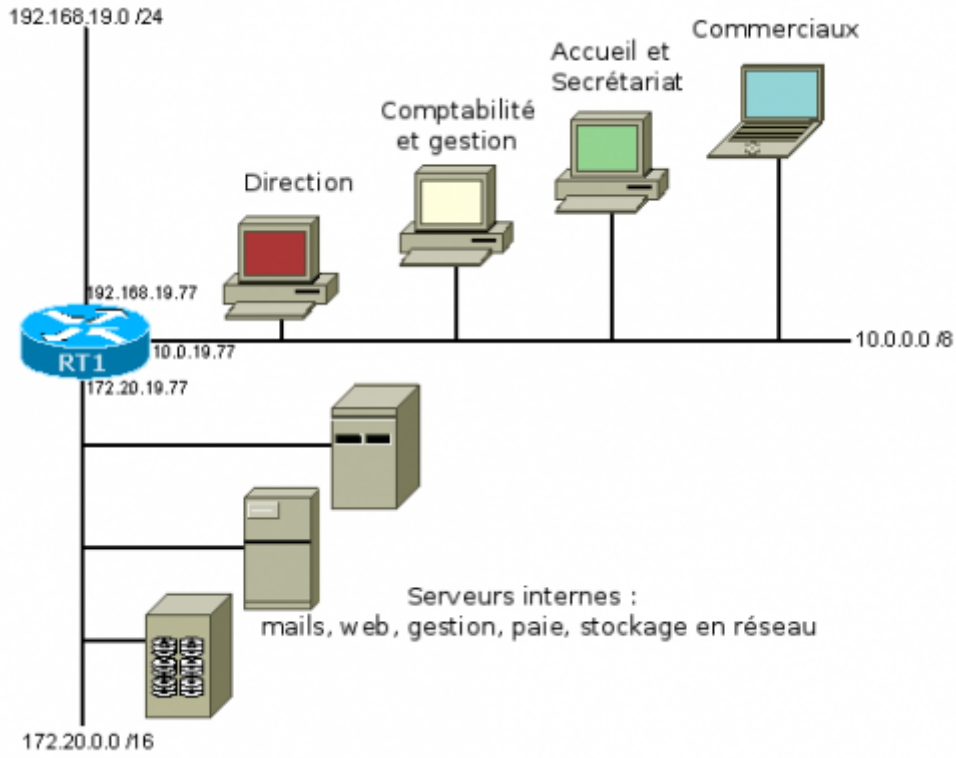 192.168.19.0 /24
Commerciaux
Accueil et
Secrétariat
Comptabilité
et gestion
Direction
192.168.19.77
RT1
10.0.19.77
10.0.0.0 /8
172.20.19.77
Serveurs internes :
mails, web, gestion, paie, stockage en réseau
172.20.0.0 /16